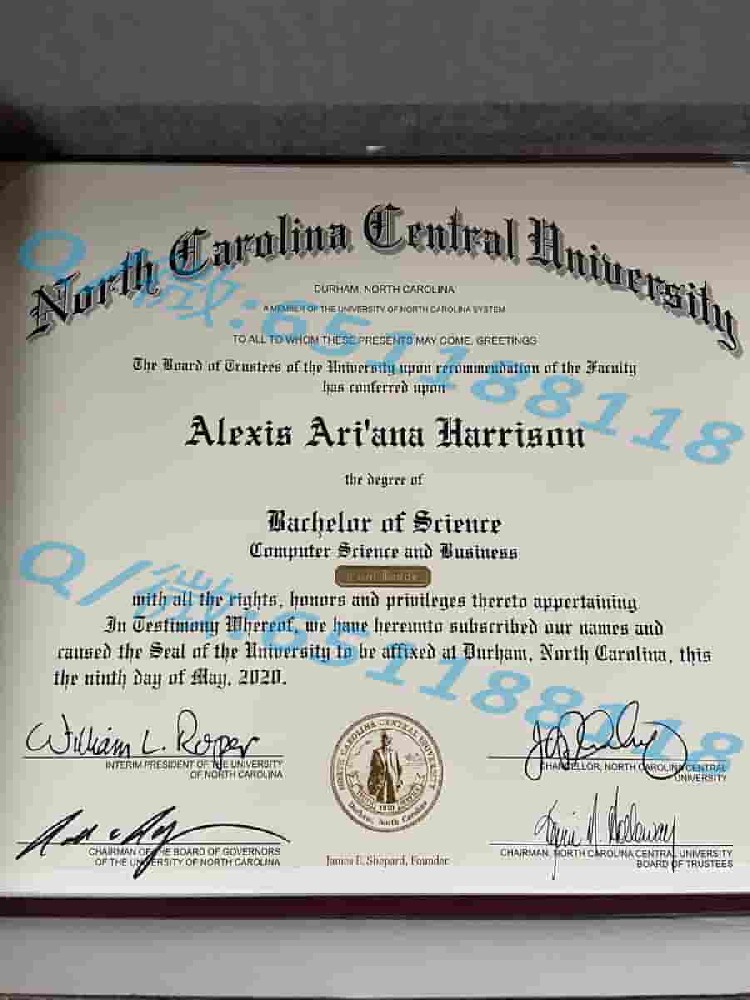 North Carolina Central University
DURHAM, NORTH CAROLINA
A MEMBER OF THE UNIVERSITY OF NORTH CAROLINA SYSTEM
TO ALL TO WHOM THESE PRESENTS MAY COME, GREETINGS
The Board of Trustees of the University upon recommendation of the Faculty
has conferred upon
Alexis Ari'ana Harrison
the degree of
Bachelor of Science
Computer Science and Business
with all the rights, honors and privileges thereto appertaining
In Testimony Whereof, we have hereunto subscribed our names and
caused the Seal of the University to be affixed at Durham, North Carolina, this
the ninth day of May, 2020.
William L. Roper
INTERIM PRESIDENT OF THE UNIVERSITY
OF NORTH CAROLINA
CHANCELLOR, NORTH CAROLINA CENTRAL
UNIVERSITY
CHAIRMAN OF THE BOARD OF GOVERNORS
OF THE UNIVERSITY OF NORTH CAROLINA
NORTH CAROLINA CENTRAL UNIVERSITY
Durham, North Carolina
James E. Shepard, Founder
CHAIRMAN, NORTH CAROLINA CENTRAL UNIVERSITY
BOARD OF TRUSTEES
Q/微:651188118
Q/微:651188118